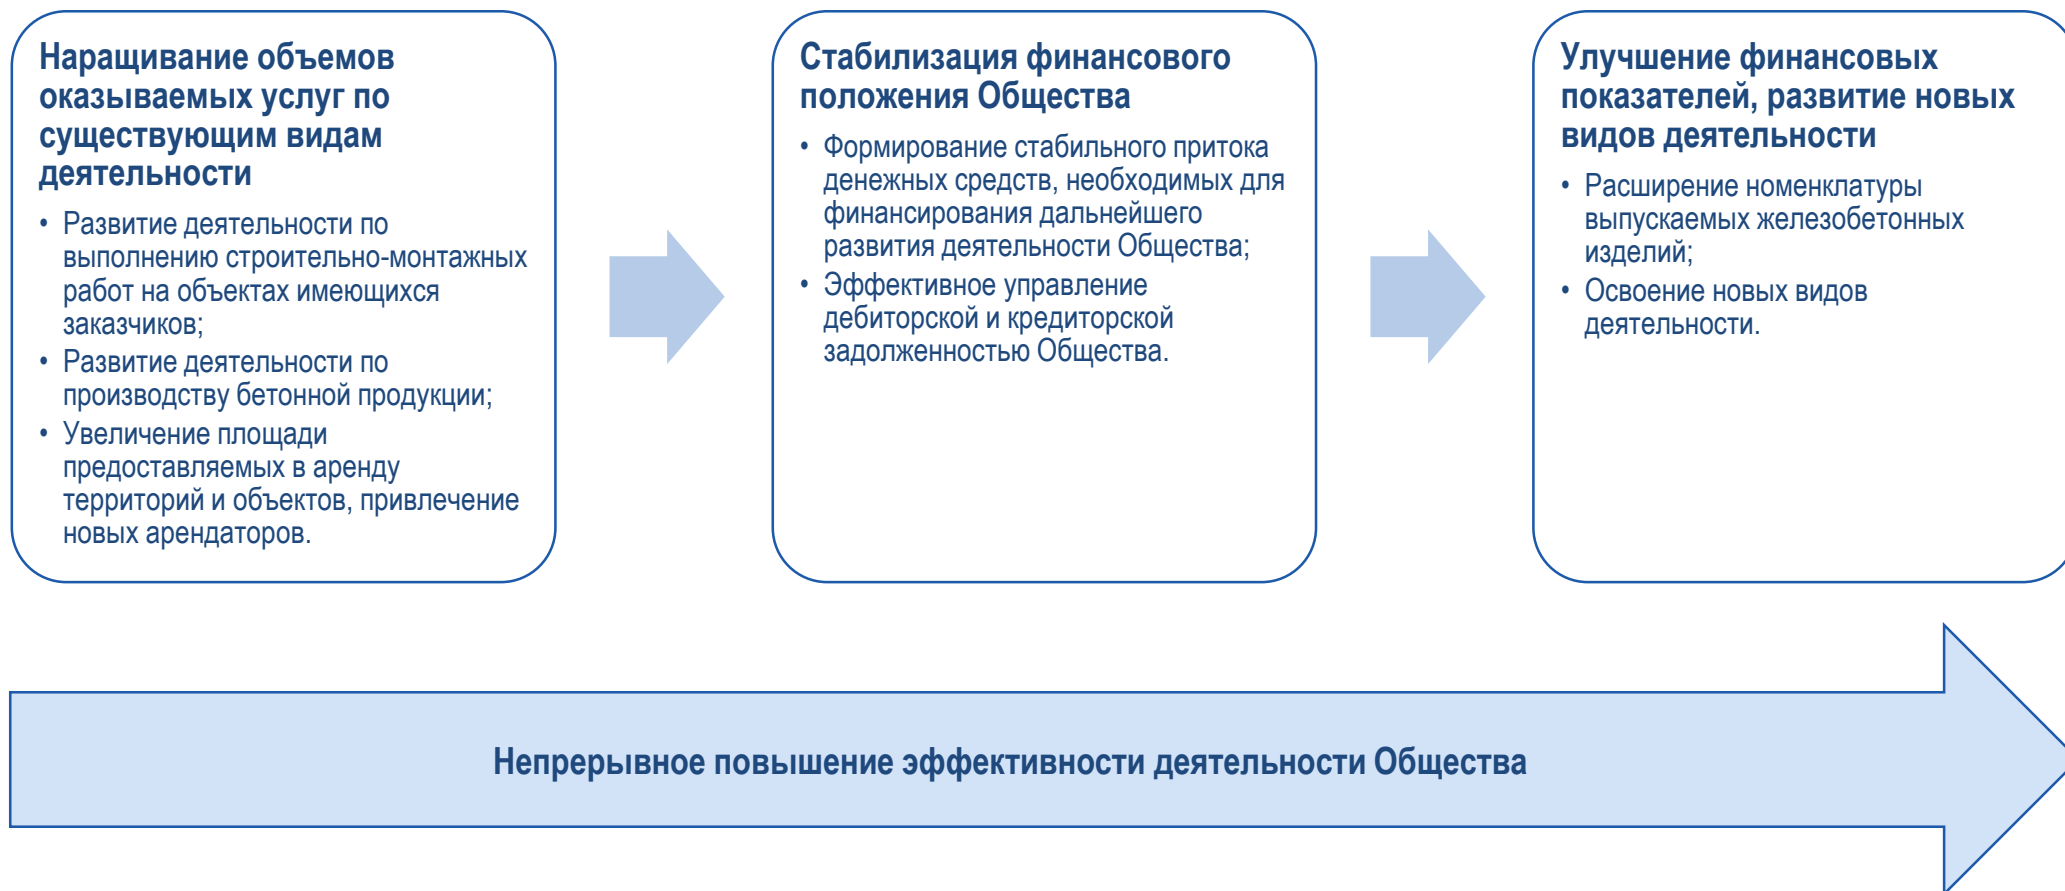 Наращивание объемов
оказываемых услуг по
существующим видам
деятельности
• Развитие деятельности по
выполнению строительно-монтажных
работ на объектах имеющихся
заказчиков;
• Развитие деятельности по
производству бетонной продукции;
• Увеличение площади
предоставляемых в аренду
территорий и объектов, привлечение
новых арендаторов.
Стабилизация финансового
положения Общества
• Формирование стабильного притока
денежных средств, необходимых для
финансирования дальнейшего
развития деятельности Общества;
• Эффективное управление
дебиторской и кредиторской
задолженностью Общества.
Улучшение финансовых
показателей, развитие новых
видов деятельности
• Расширение номенклатуры
выпускаемых железобетонных
изделий;
• Освоение новых видов
деятельности.
Непрерывное повышение эффективности деятельности Общества